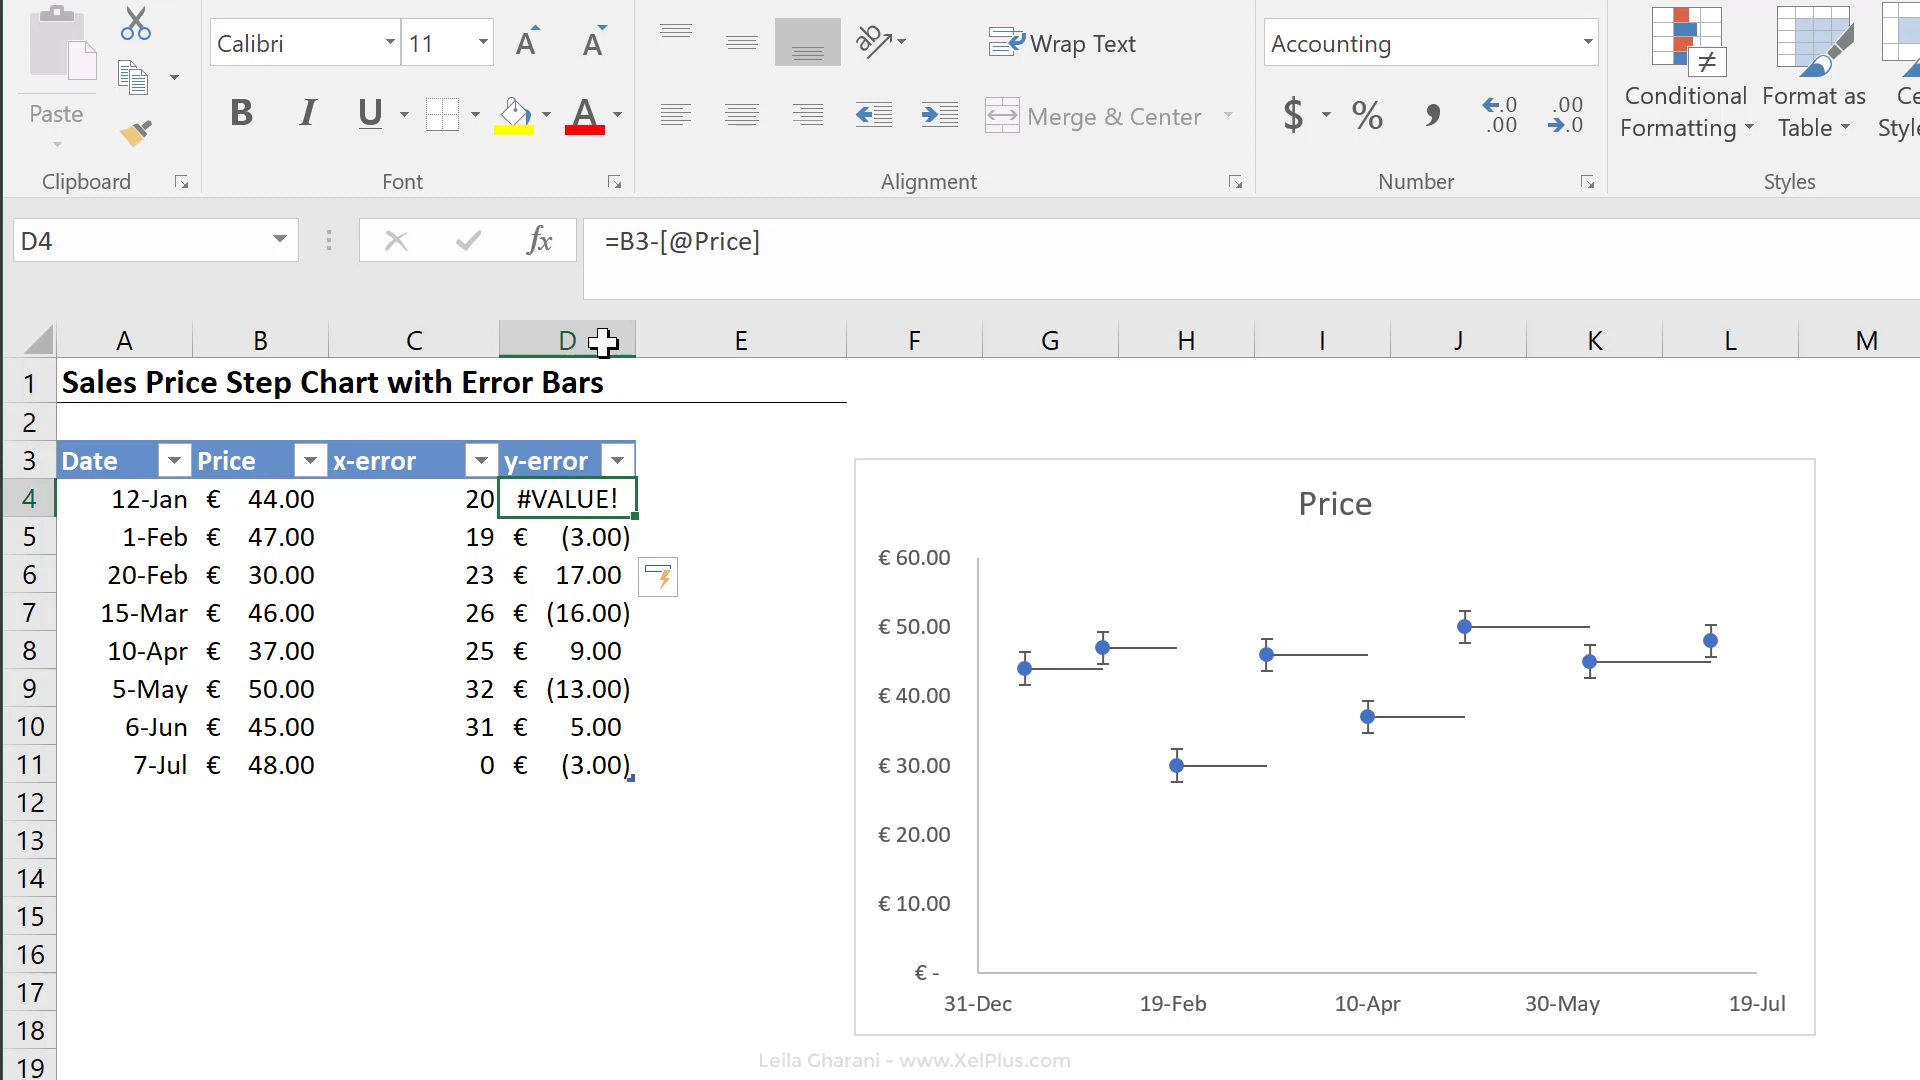 Calibri 11 A A Wrap Text Accounting
≠
Paste B I U A Merge & Center $ % , .0 .00 .00 .0 Conditional Formatting Format as Table
Clipboard Font Alignment Number Styles
D4 fx =B3-[@Price]
A B C D E F G H I J K L M
1 Sales Price Step Chart with Error Bars
2
3 Date Price x-error y-error
4 12-Jan € 44.00 20 #VALUE!
5 1-Feb € 47.00 19 € (3.00)
6 20-Feb € 30.00 23 € 17.00
7 15-Mar € 46.00 26 € (16.00)
8 10-Apr € 37.00 25 € 9.00
9 5-May € 50.00 32 € (13.00)
10 6-Jun € 45.00 31 € 5.00
11 7-Jul € 48.00 0 € (3.00)
12
13
14
15
16
17
18
19
Price
€ 60.00
€ 50.00
€ 40.00
€ 30.00
€ 20.00
€ 10.00
€ -
31-Dec 19-Feb 10-Apr 30-May 19-Jul
Leila Gharani - www.XelPlus.com